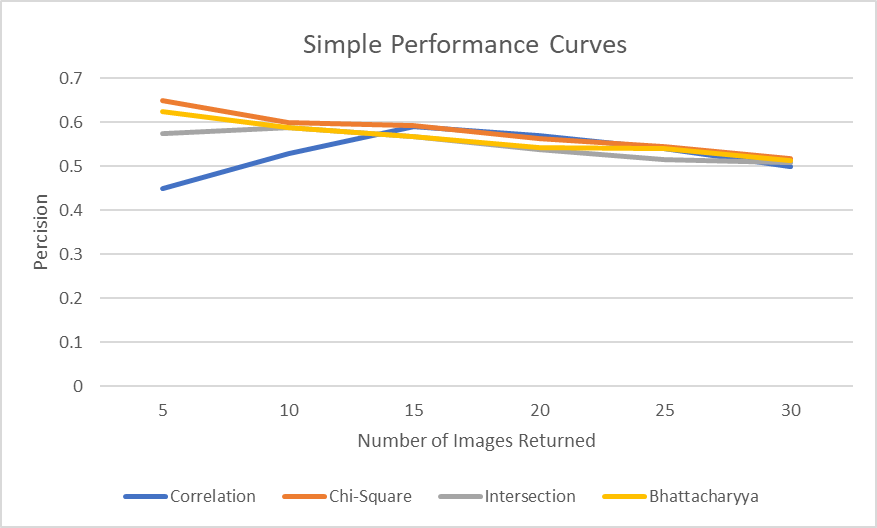 Simple Performance Curves
0.7
0.6
0.5
0.4
0.3
0.2
0.1
0
Percision
5 10 15 20 25 30
Number of Images Returned
Correlation Chi-Square Intersection Bhattacharyya